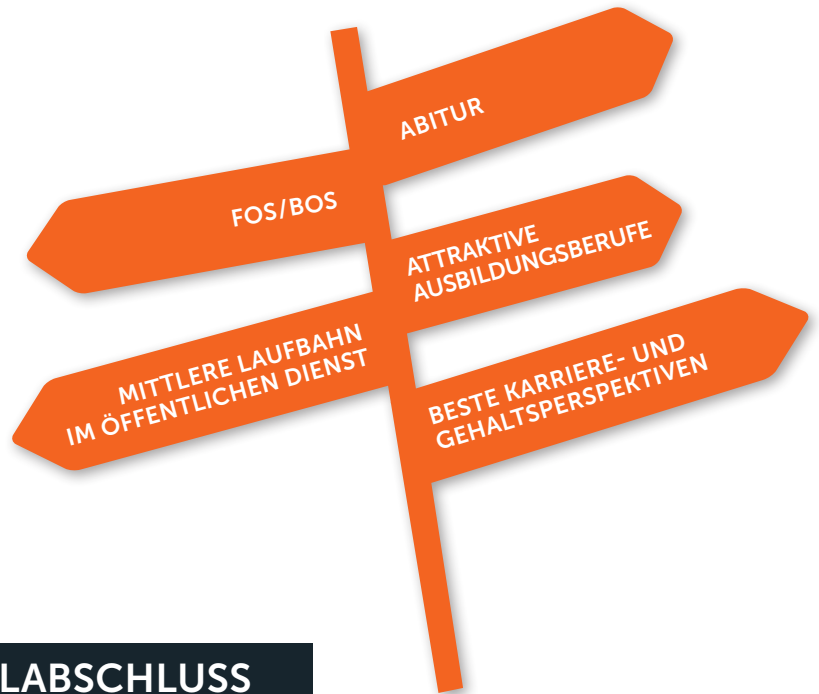 ABITUR
FOS/BOS
ATTRAKTIVE
AUSBILDUNGSBERUFE
MITTLERE LAUFBAHN
IM ÖFFENTLICHEN DIENST
BESTE KARRIERE- UND
GEHALTSPERSPEKTIVEN
LABSCHLUSS